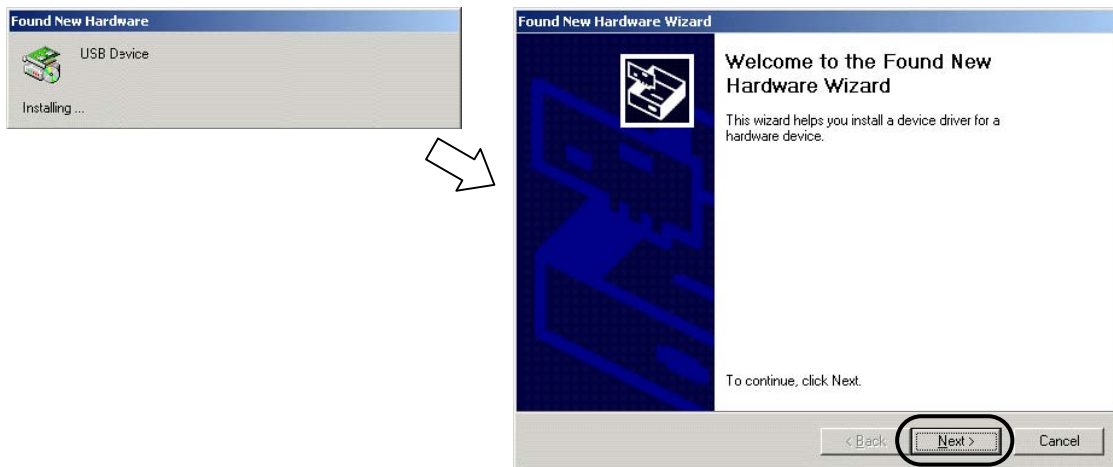 Found New Hardware
USB Device
Installing ...
Found New Hardware Wizard
Welcome to the Found New
Hardware Wizard
This wizard helps you install a device driver for a
hardware device.
To continue, click Next.
< Back
Next >
Cancel